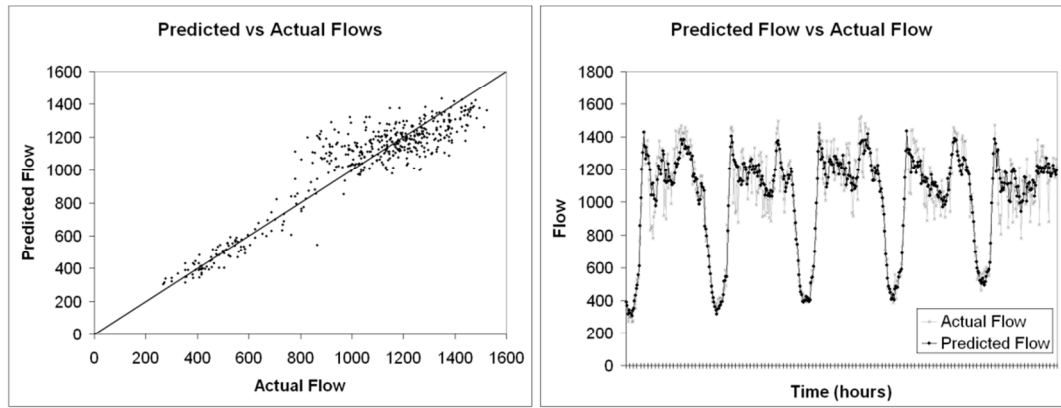 Predicted vs Actual Flows
Predicted Flow
1600
1400
1200
1000
800
600
400
200
0
0 200 400 600 800 1000 1200 1400 1600
Actual Flow
Predicted Flow vs Actual Flow
Flow
1800
1600
1400
1200
1000
800
600
400
200
0
Actual Flow
Predicted Flow
Time (hours)